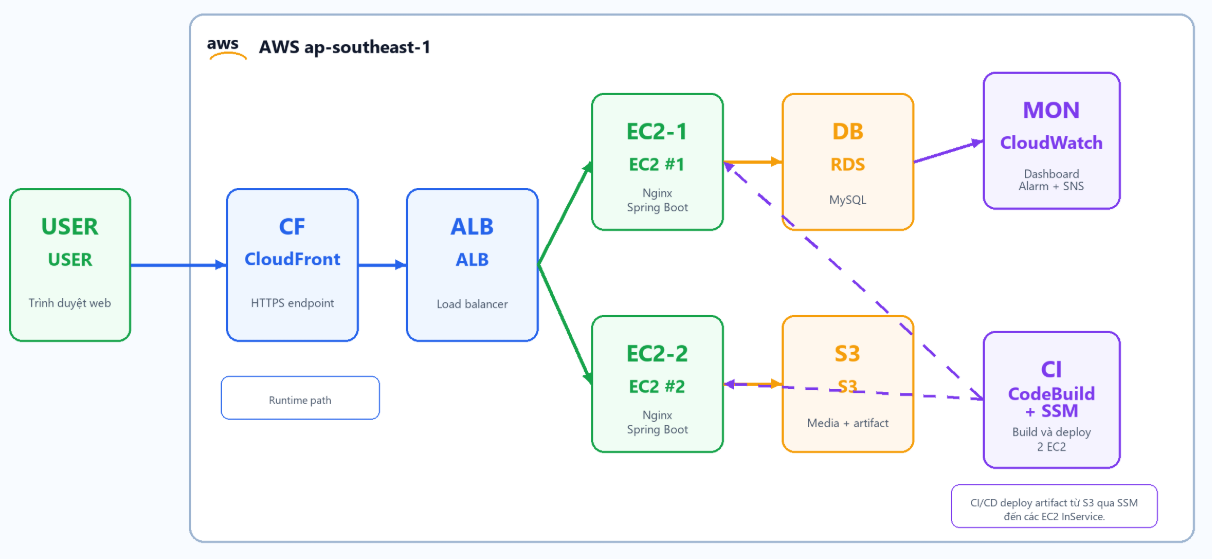 aws
AWS ap-southeast-1
USER
USER
Trình duyệt web
CF
CloudFront
HTTPS endpoint
ALB
ALB
Load balancer
EC2-1
EC2 #1
Nginx
Spring Boot
DB
RDS
MySQL
MON
CloudWatch
Dashboard
Alarm + SNS
EC2-2
EC2 #2
Nginx
Spring Boot
S3
S3
Media + artifact
CI
CodeBuild
+ SSM
Build và deploy
2 EC2
Runtime path
CI/CD deploy artifact từ S3 qua SSM
đến các EC2 InService.